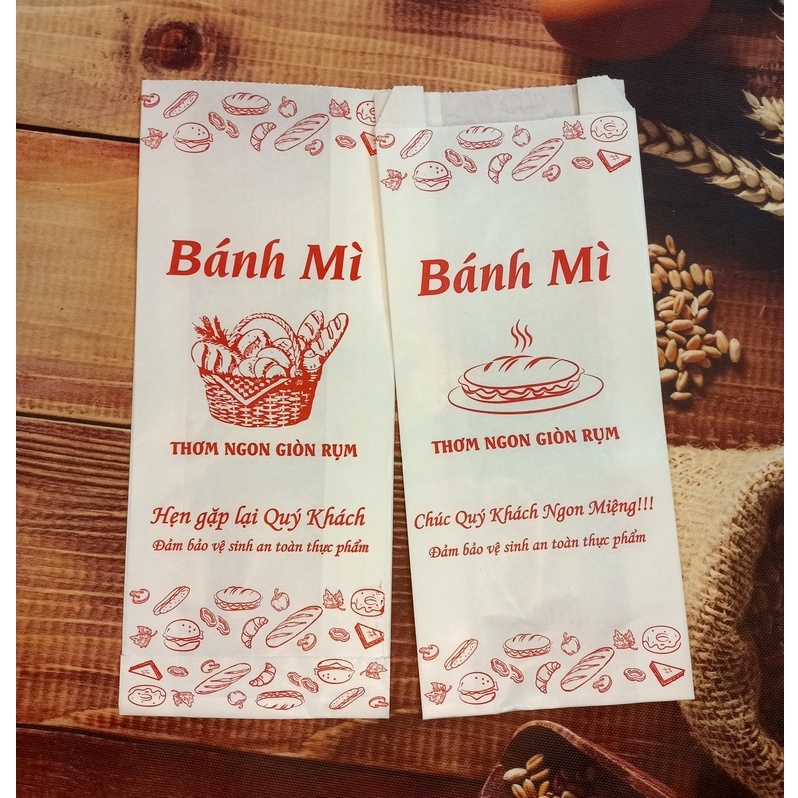 Bánh Mì
THƠM NGON GIÒN RỤM
Hẹn gặp lại Quý Khách
Đảm bảo vệ sinh an toàn thực phẩm
Bánh Mì
THƠM NGON GIÒN RỤM
Chúc Quý Khách Ngon Miệng!!!
Đảm bảo vệ sinh an toàn thực phẩm